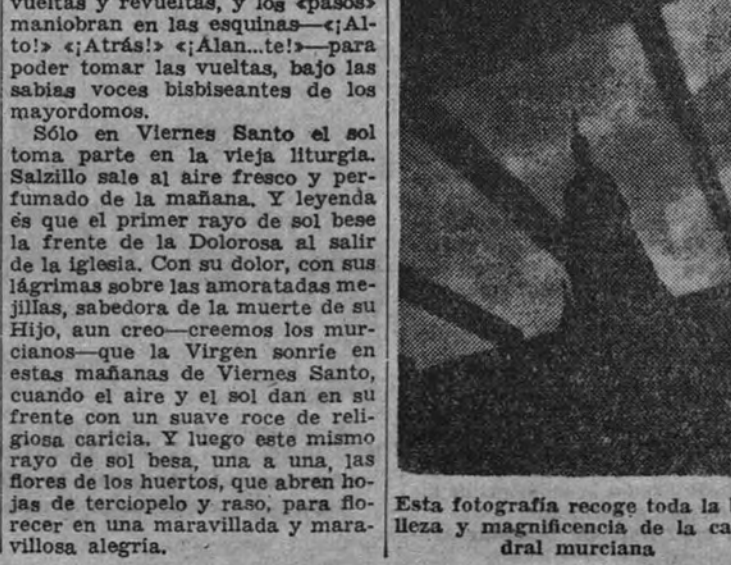 vueltas y revueltas, y los «pasos»
maniobran en las esquinas—«¡Al-
to!» «¡Atrás!» «¡Alan...te!»—para
poder tomar las vueltas, bajo las
sabias voces bisbiseantes de los
mayordomos.
Sólo en Viernes Santo el sol
toma parte en la vieja liturgia.
Salzillo sale al aire fresco y per-
fumado de la mañana. Y leyenda
és que el primer rayo de sol bese
la frente de la Dolorosa al salir
de la iglesia. Con su dolor, con sus
lágrimas sobre las amoratadas me-
jillas, sabedora de la muerte de su
Hijo, aun creo—creemos los mur-
cianos—que la Virgen sonríe en
estas mañanas de Viernes Santo,
cuando el aire y el sol dan en su
frente con un suave roce de reli-
giosa caricia. Y luego este mismo
rayo de sol besa, una a una, las
flores de los huertos, que abren ho-
jas de terciopelo y raso, para flo-
recer en una maravillada y mara-
villosa alegría.
Esta fotografía recoge toda la
lleza y magnificencia de la ca
dral murciana